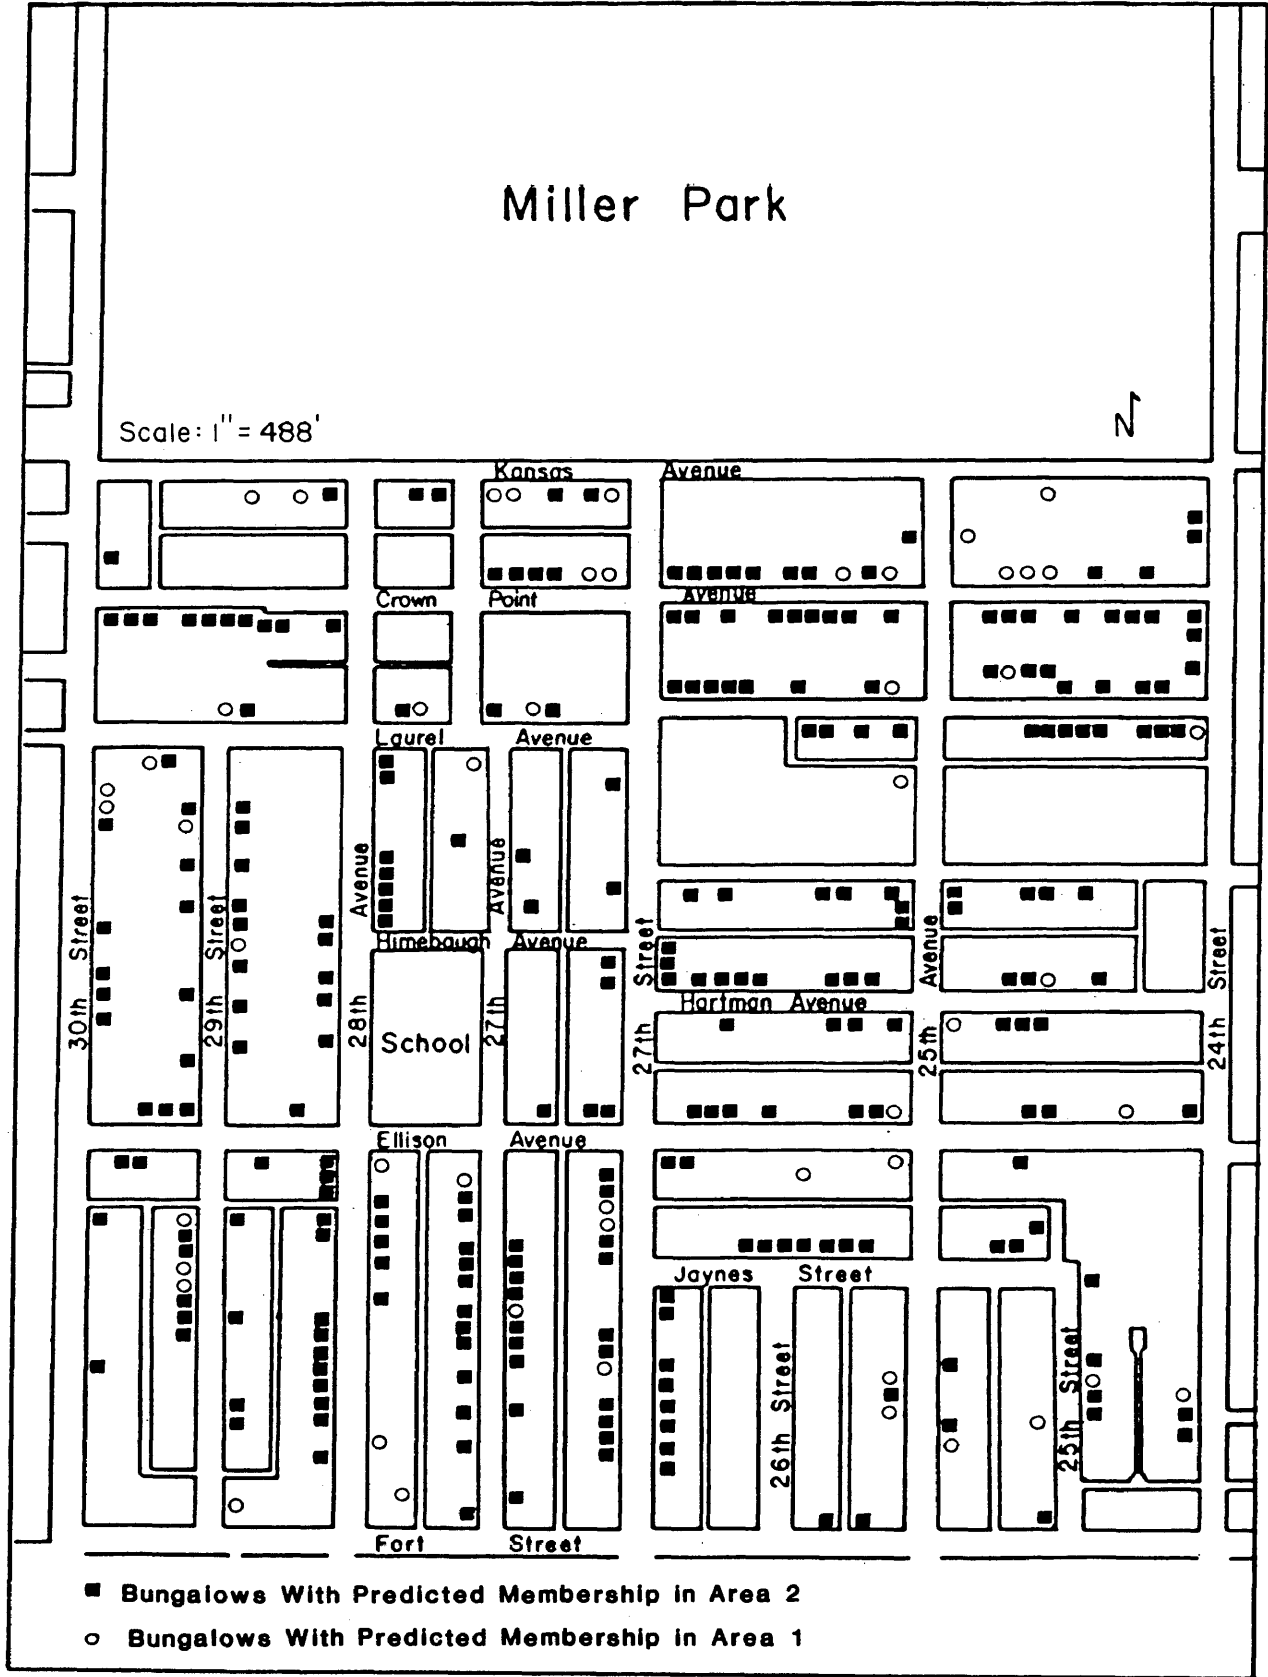 Miller Park
Scale: 1" = 488'
N
Kansas Avenue
Crown Point Avenue
Laurel Avenue
Himebaugh Avenue
Hartman Avenue
School
Ellison Avenue
Jaynes Street
Fort Street
30th Street
29th Street
28th Avenue
27th Avenue
27th Street
26th Street
25th Avenue
25th Street
24th Street
Bungalows With Predicted Membership in Area 2
Bungalows With Predicted Membership in Area 1